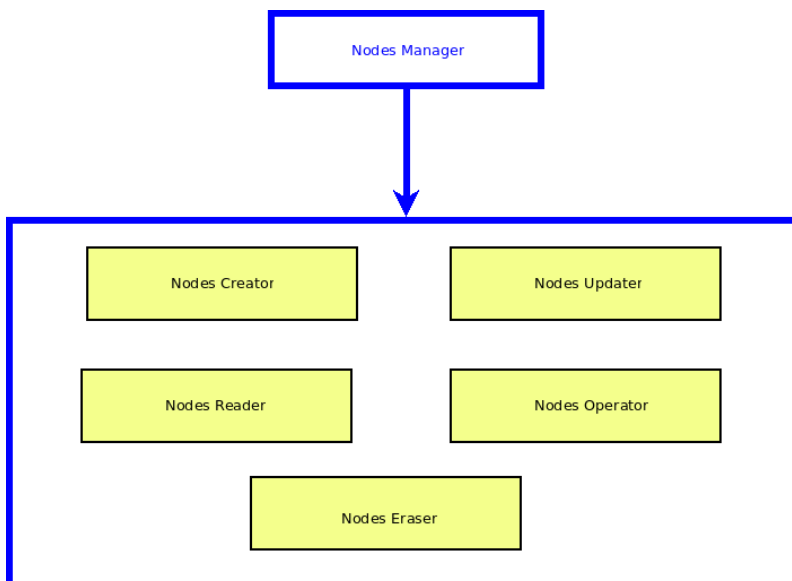 Nodes Manager
Nodes Creator
Nodes Updater
Nodes Reader
Nodes Operator
Nodes Eraser